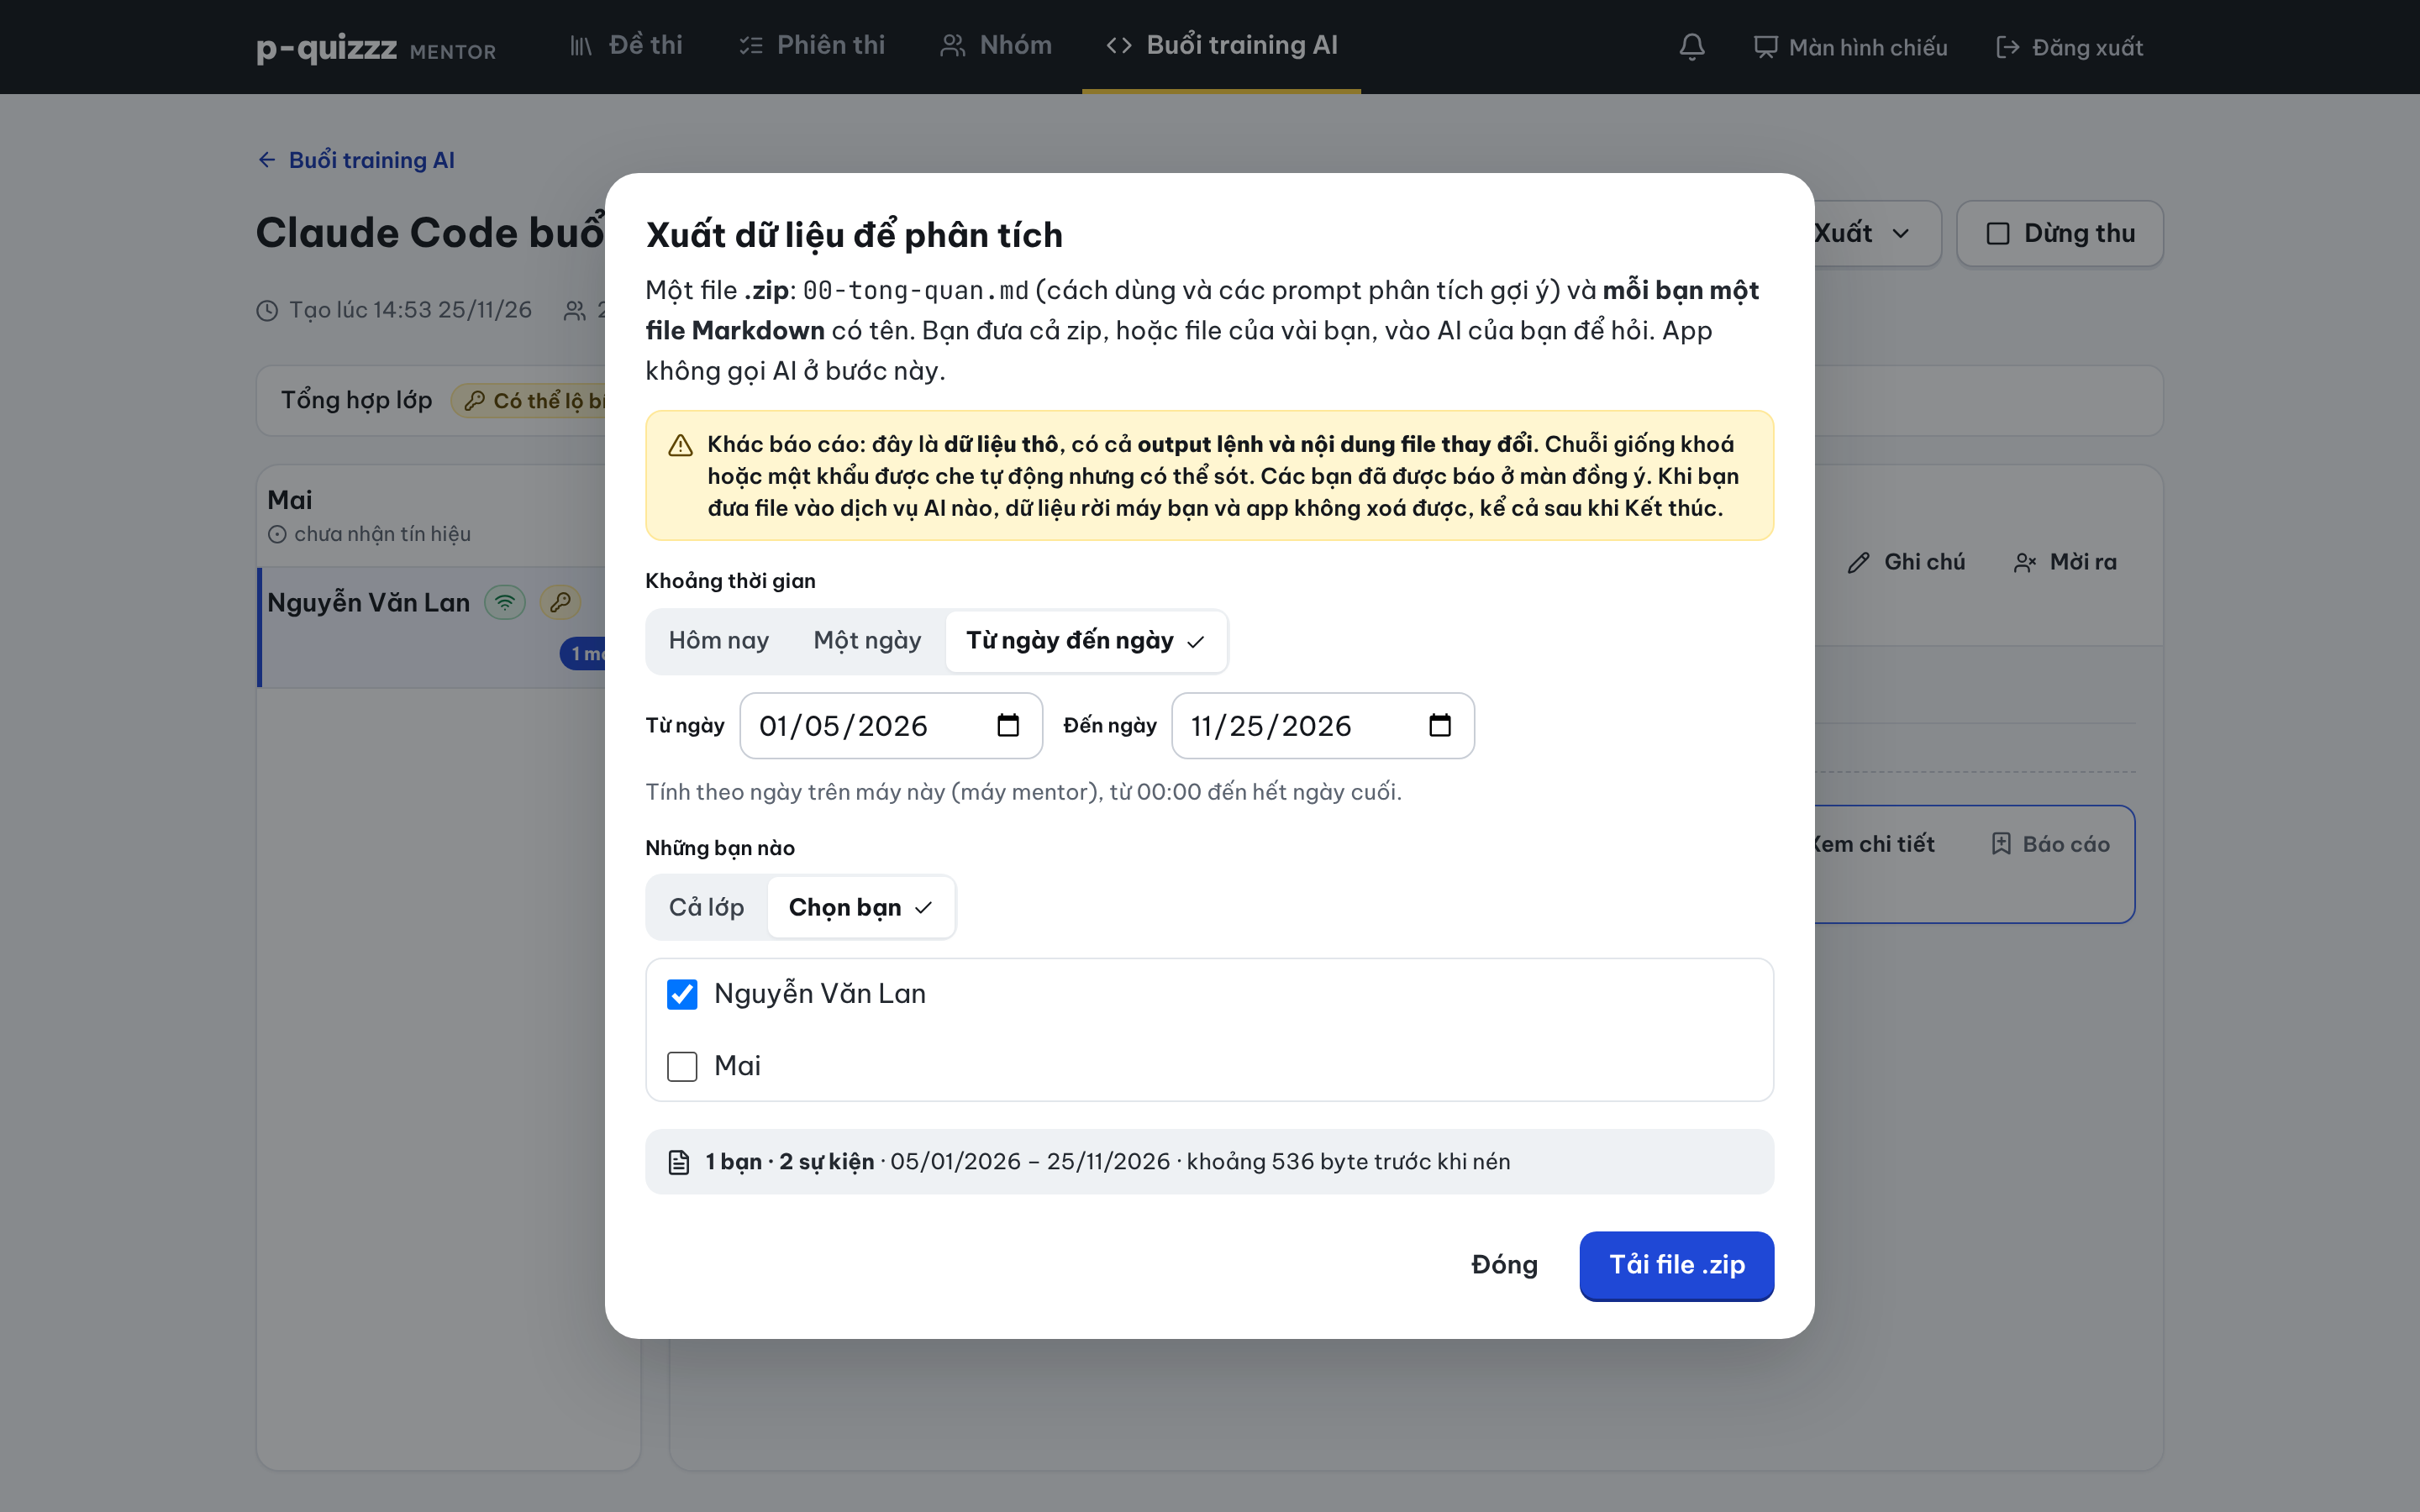 p-quizzz MENTOR
Đề thi
Phiên thi
Nhóm
Buổi training AI
Màn hình chiếu
Đăng xuất
Buổi training AI
Claude Code buổ
Xuất
Dừng thu
Tạo lúc 14:53 25/11/26
2
Tổng hợp lớp
Có thể lộ bí
Mai
chưa nhận tín hiệu
Nguyễn Văn Lan
1 mo
Ghi chú
Mời ra
Xem chi tiết
Báo cáo
Xuất dữ liệu để phân tích
Một file .zip: 00-tong-quan.md (cách dùng và các prompt phân tích gợi ý) và mỗi bạn một
file Markdown có tên. Bạn đưa cả zip, hoặc file của vài bạn, vào AI của bạn để hỏi. App
không gọi AI ở bước này.
Khác báo cáo: đây là dữ liệu thô, có cả output lệnh và nội dung file thay đổi. Chuỗi giống khoá
hoặc mật khẩu được che tự động nhưng có thể sót. Các bạn đã được báo ở màn đồng ý. Khi bạn
đưa file vào dịch vụ AI nào, dữ liệu rời máy bạn và app không xoá được, kể cả sau khi Kết thúc.
Khoảng thời gian
Hôm nay
Một ngày
Từ ngày đến ngày
Từ ngày 01/05/2026
Đến ngày 11/25/2026
Tính theo ngày trên máy này (máy mentor), từ 00:00 đến hết ngày cuối.
Những bạn nào
Cả lớp
Chọn bạn
Nguyễn Văn Lan
Mai
1 bạn · 2 sự kiện · 05/01/2026 – 25/11/2026 · khoảng 536 byte trước khi nén
Đóng
Tải file .zip